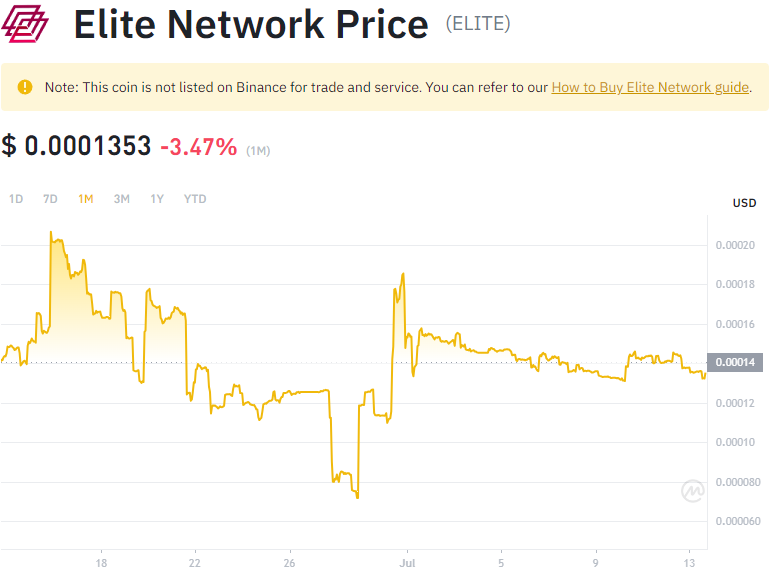 Elite Network Price (ELITE)
Note: This coin is not listed on Binance for trade and service. You can refer to our How to Buy Elite Network guide.
$ 0.0001353 -3.47% (1M)
1D 7D 1M 3M 1Y YTD
USD
0.00020
0.00018
0.00016
0.00014
0.00012
0.00010
0.000080
0.000060
18 22 26 Jul 5 9 13